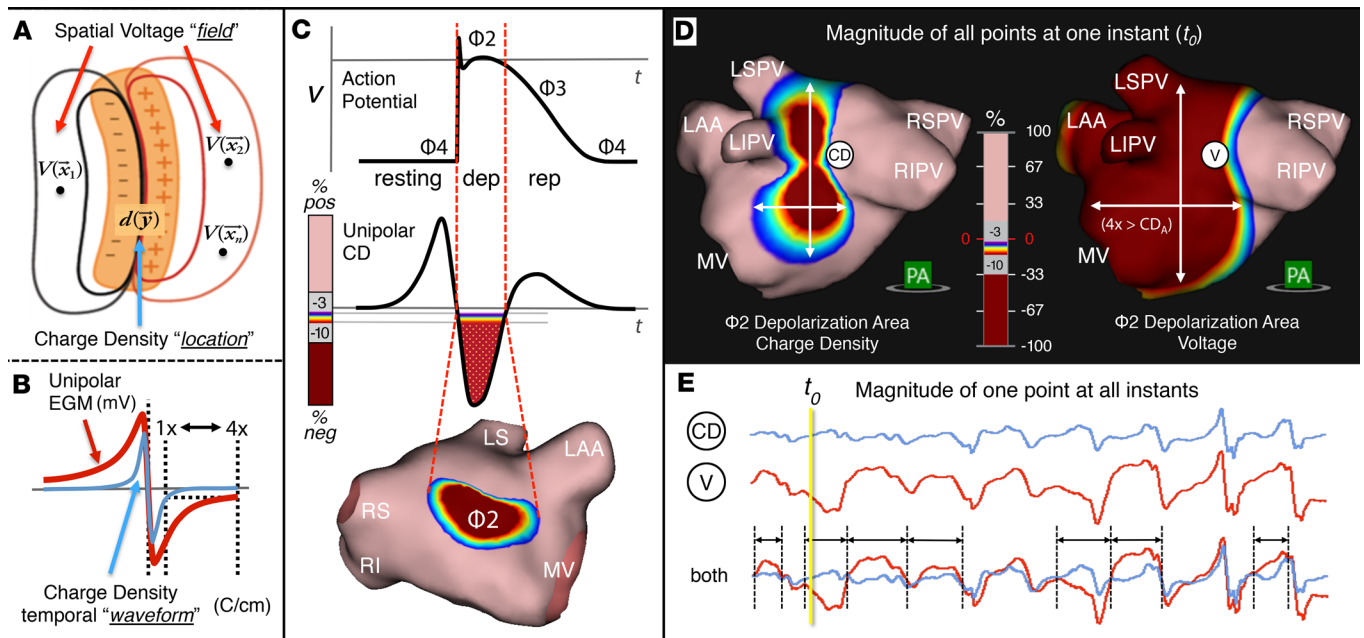 A
Spatial Voltage "field"
V(x⃗₁)
V(x⃗₂)
d(y⃗)
V(x⃗ₙ)
Charge Density "location"
B
Unipolar
EGM (mV)
1x
4x
Charge Density
temporal "waveform"
(C/cm)
C
V
Action
Potential
Φ2
t
Φ3
Φ4
Φ4
resting
dep
rep
%
pos
Unipolar
CD
-3
-10
t
%
neg
LS
LAA
RS
Φ2
RI
MV
D
Magnitude of all points at one instant (t₀)
LSPV
LAA
LIPV
CD
RSPV
RIPV
MV
PA
Φ2 Depolarization Area
Charge Density
%
100
67
33
-3
0
0
-10
-33
-67
-100
LSPV
LAA
LIPV
V
RSPV
RIPV
(4x > CD_A)
MV
PA
Φ2 Depolarization Area
Voltage
E
t₀
Magnitude of one point at all instants
CD
V
both